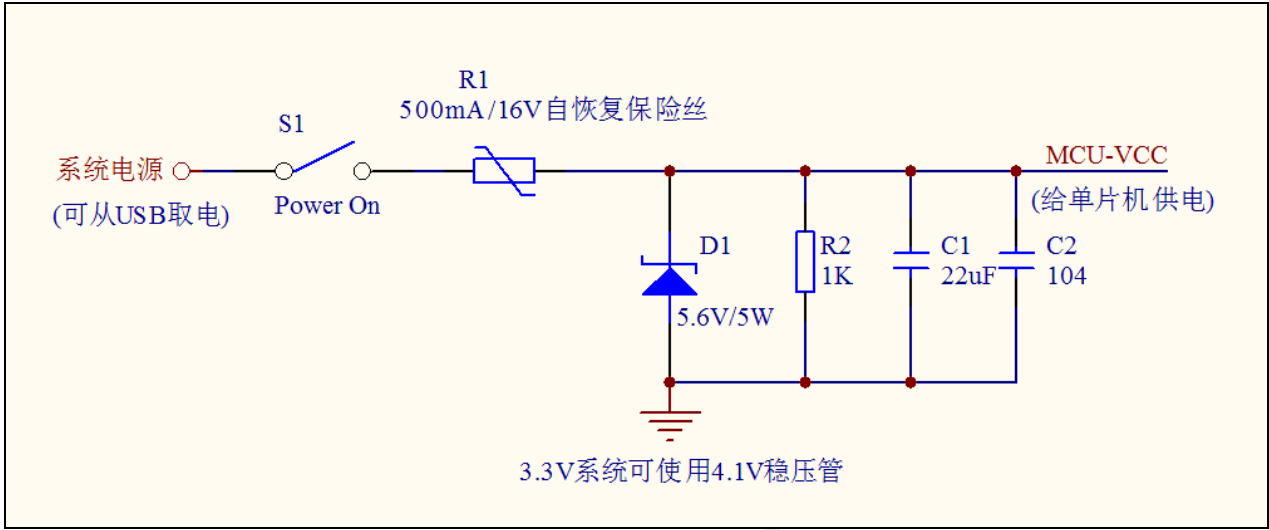 R1
500mA/16V自恢复保险丝
S1
系统电源
MCU-VCC
(可从USB取电)
Power On
(给单片机供电)
D1
R2
C1
C2
1K
22uF
104
5.6V/5W
3.3V系统可使用4.1V稳压管